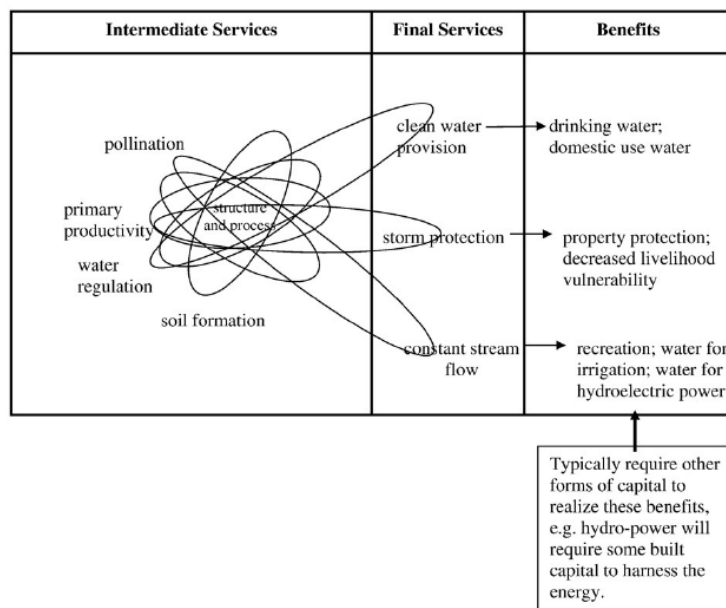 Intermediate Services
Final Services
Benefits
pollination
primary
productivity
water
regulation
soil formation
structure
and process
clean water
provision
storm protection
constant stream
flow
drinking water;
domestic use water
property protection;
decreased livelihood
vulnerability
recreation; water for
irrigation; water for
hydroelectric power
Typically require other
forms of capital to
realize these benefits,
e.g. hydro-power will
require some built
capital to harness the
energy.